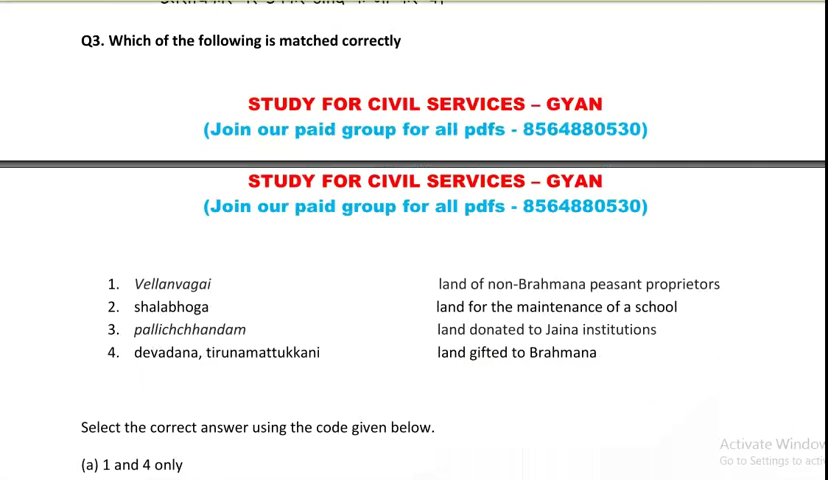 Q3. Which of the following is matched correctly
STUDY FOR CIVIL SERVICES – GYAN
(Join our paid group for all pdfs - 8564880530)
STUDY FOR CIVIL SERVICES – GYAN
(Join our paid group for all pdfs - 8564880530)
1. Vellanvagai land of non-Brahmana peasant proprietors
2. shalabhoga land for the maintenance of a school
3. pallichchhandam land donated to Jaina institutions
4. devadana, tirunamattukkani land gifted to Brahmana
Select the correct answer using the code given below.
Activate Window
Go to Settings to acti
(a) 1 and 4 only